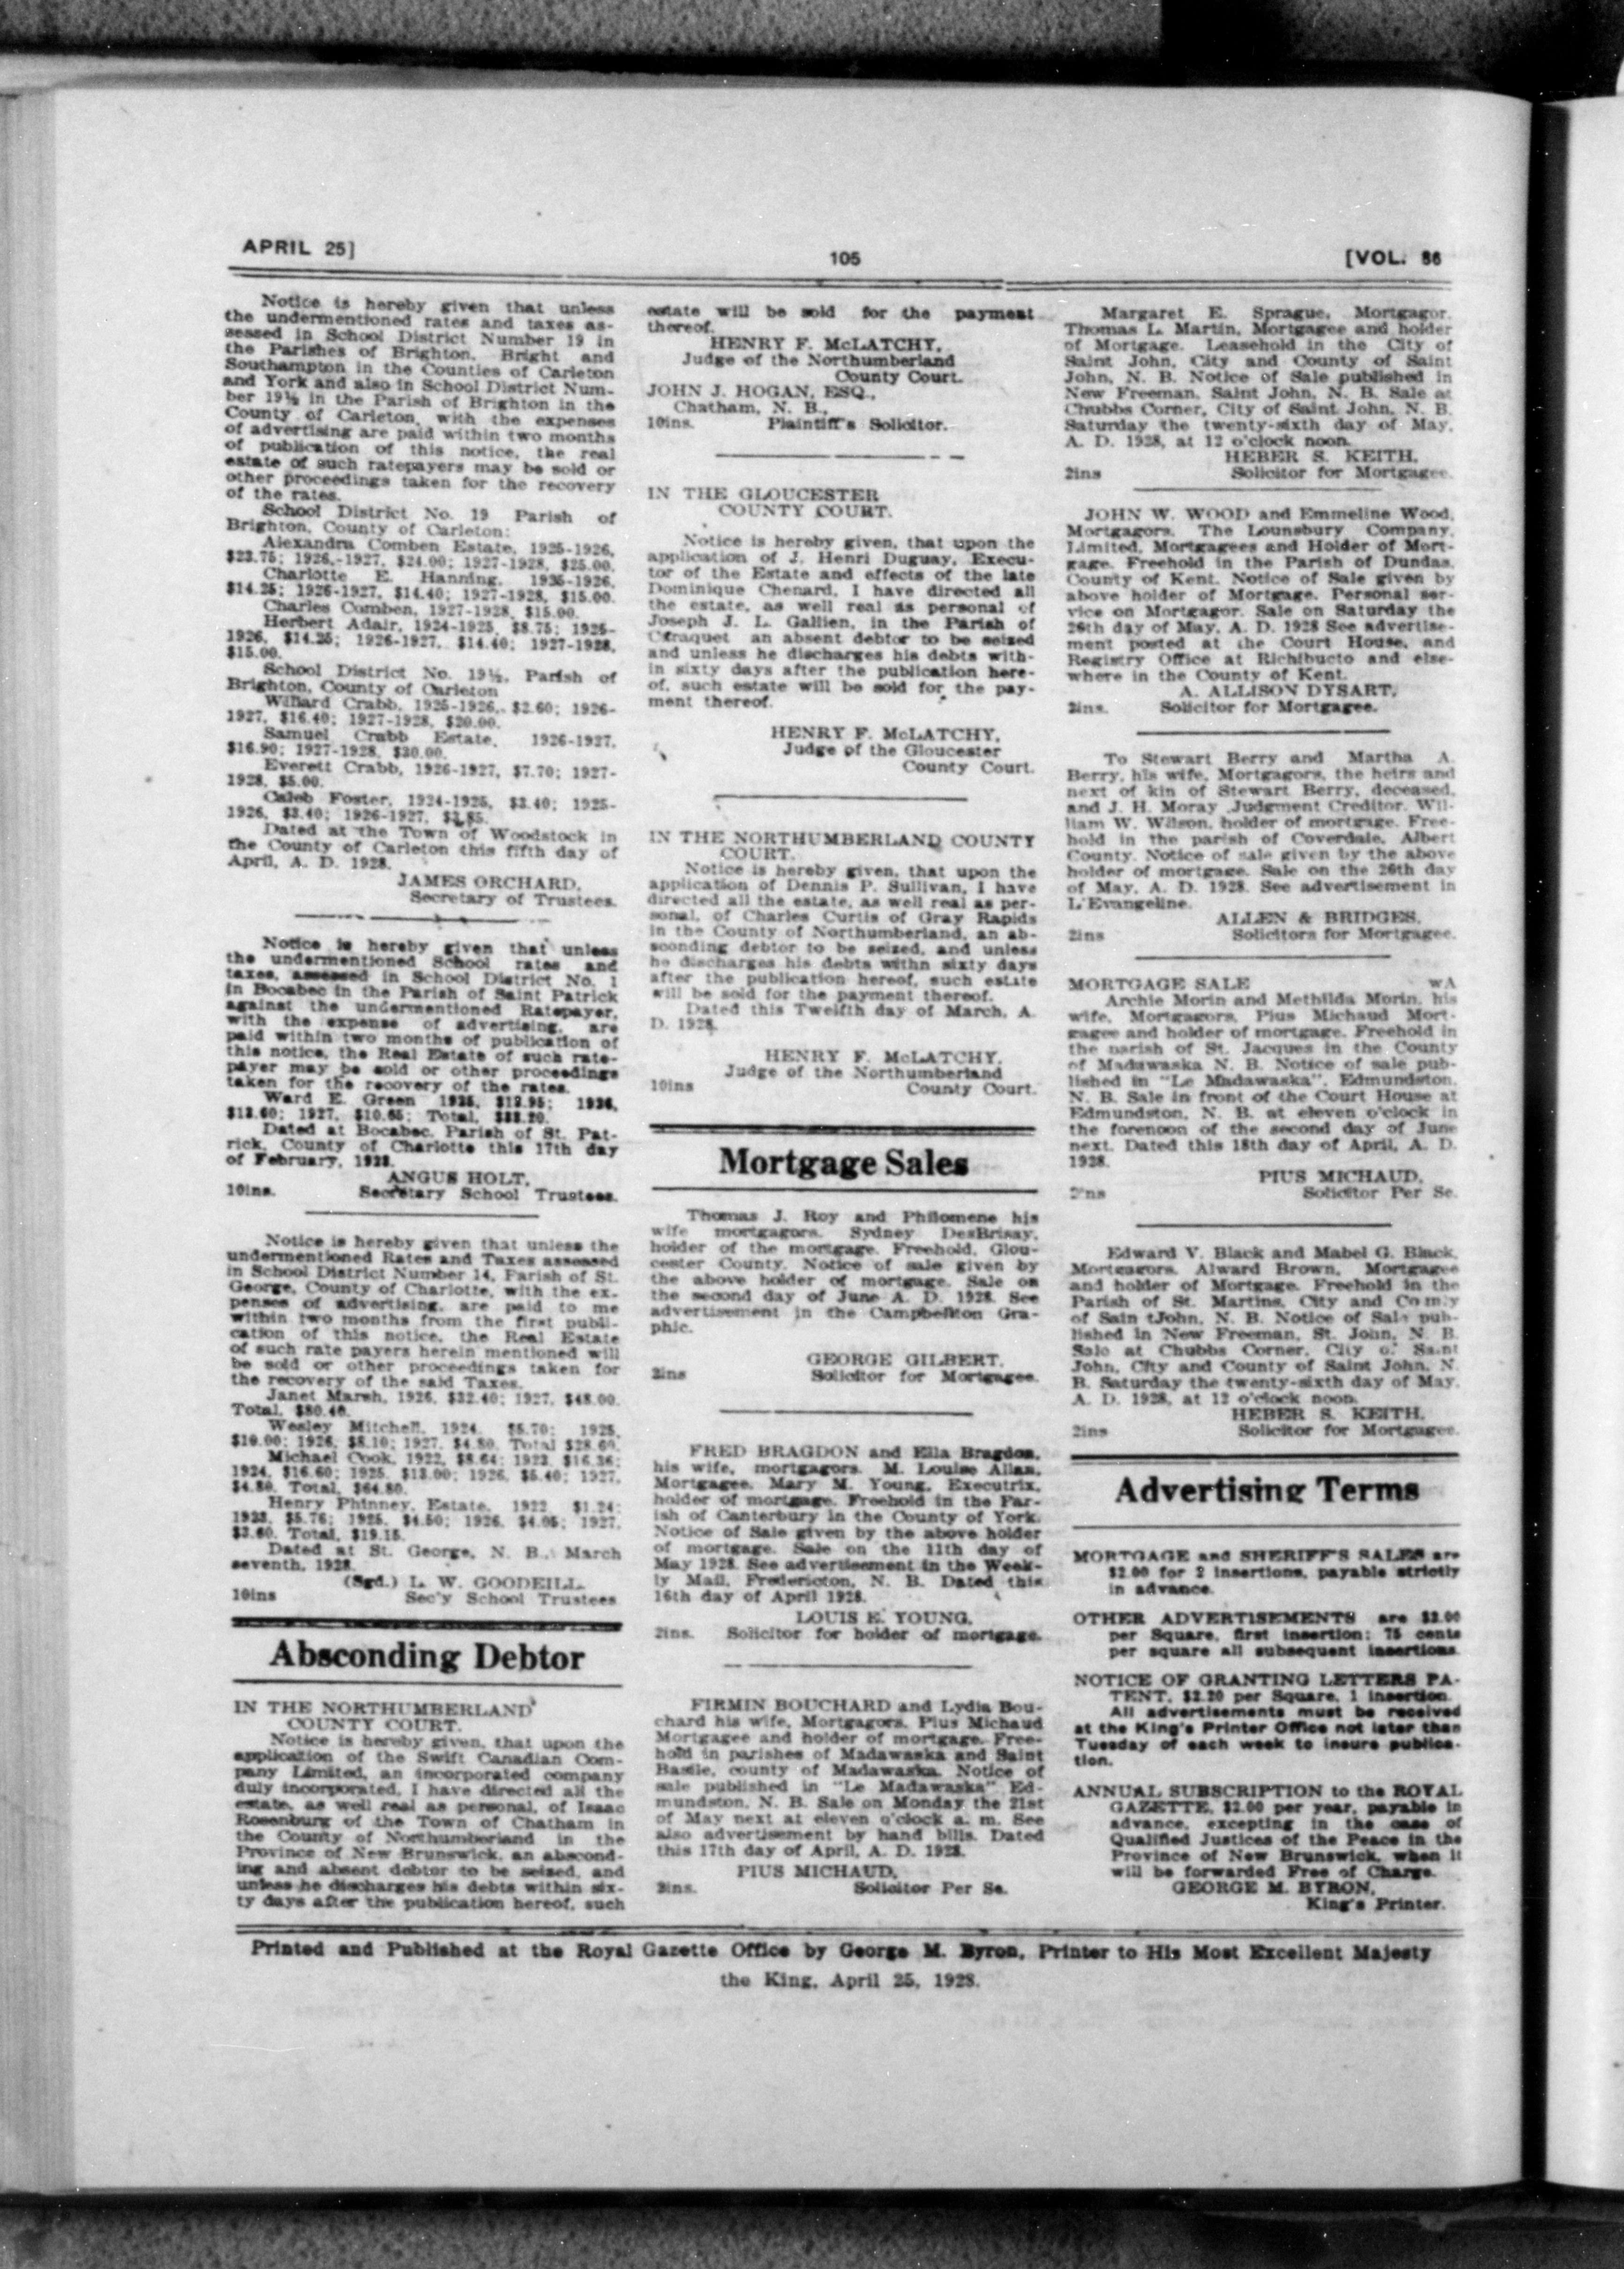 APRIL 25]
105
[VOL. 86
Notice is hereby given that unless
the undermentioned rates and taxes as-
sessed in School District Number 19 in
the Parishes of Brighton, Bright and
Southampton in the Counties of Carleton
and York and also in School District Num-
ber 19½ in the Parish of Brighton in the
County of Carleton, with the expenses
of advertising are paid within two months
of publication of this notice, the real
estate of such ratepayers may be sold or
other proceedings taken for the recovery
of the rates.
School District No. 19 Parish of
Brighton, County of Carleton:
Alexandra Comben Estate, 1925-1926,
$23.75; 1926,-1927, $24.00; 1927-1928, $25.00.
Charlotte E. Hanning, 1925-1926,
$14.25; 1926-1927, $14.40; 1927-1928, $15.00.
Charles Comben, 1927-1928, $15.00.
Herbert Adair, 1924-1925, $8.75; 1925-
1926, $14.25; 1926-1927, $14.40; 1927-1928,
$15.00.
School District No. 19½, Parish of
Brighton, County of Carleton
Willard Crabb, 1925-1926, $2.60; 1926-
1927, $16.40; 1927-1928, $20.00.
Samuel Crabb Estate, 1926-1927,
$16.90; 1927-1928, $20.00.
Everett Crabb, 1926-1927, $7.70; 1927-
1928, $5.00.
Caleb Foster, 1924-1925, $3.40; 1925-
1926, $3.40; 1926-1927,
Dated at the Town of Woodstock in
the County of Carleton this fifth day of
April, A. D. 1928.
JAMES ORCHARD,
Secretary of Trustees.
Notice is hereby given that unless
the undermentioned School rates and
taxes, assessed in School District No. 1
in Bocabec in the Parish of Saint Patrick
against the undermentioned Ratepayer,
with the expense of advertising, are
paid within two months of publication of
this notice, the Real Estate of such rate-
payer may be sold or other proceedings
taken for the recovery of the rates.
Ward E. Green 1925, 1926,
1927, $10.65; Total,
Dated at Bocabec, Parish of St. Pat-
rick, County of Charlotte this 17th day
of February, 1928.
ANGUS HOLT,
10ins. Secretary School Trustees.
Notice is hereby given that unless the
undermentioned Rates and Taxes assessed
in School District Number 14, Parish of St.
George, County of Charlotte, with the ex-
penses of advertising, are paid to me
within two months from the first publi-
cation of this notice, the Real Estate
of such rate payers herein mentioned will
be sold or other proceedings taken for
the recovery of the said Taxes.
Janet Marsh, 1926, $32.40; 1927, $48.00.
Total, $80.40.
Wesley Mitchell, 1924, $5.70; 1925,
$10.00; 1926, $8.10; 1927, $4.80. Total $28.60.
Michael Cook, 1922, $8.64; 1923, $16.36;
1924, $16.60; 1925, $13.00; 1926, $5.40; 1927,
$4.80. Total, $64.80.
Henry Phinney, Estate, 1922, $1.24;
1923, $5.76; 1925, $4.50; 1926, $4.05; 1927,
$3.60. Total, $19.15.
Dated at St. George, N. B., March
seventh, 1928.
(Sgd.) L. W. GOODEILL,
10ins Sec'y School Trustees
Absconding Debtor
IN THE NORTHUMBERLAND
COUNTY COURT.
Notice is hereby given, that upon the
application of the Swift Canadian Com-
pany Limited, an incorporated company
duly incorporated, I have directed all the
estate, as well real as personal, of Isaac
Rosenburg of the Town of Chatham in
the County of Northumberland in the
Province of New Brunswick, an abscond-
ing and absent debtor to be seized, and
unless he discharges his debts within six-
ty days after the publication hereof, such
estate will be sold for the payment
thereof.
HENRY F. McLATCHY,
Judge of the Northumberland
County Court.
JOHN J. HOGAN, ESQ.,
Chatham, N. B.,
10ins. Plaintiff's Solicitor.
IN THE GLOUCESTER
COUNTY COURT.
Notice is hereby given, that upon the
application of J. Henri Duguay, Execu-
tor of the Estate and effects of the late
Dominique Chenard, I have directed all
the estate, as well real as personal of
Joseph J. L. Gallien, in the Parish of
an absent debtor to be seized
and unless he discharges his debts with-
in sixty days after the publication here-
of, such estate will be sold for the pay-
ment thereof.
HENRY F. McLATCHY,
Judge of the Gloucester
County Court.
IN THE NORTHUMBERLAND COUNTY
COURT.
Notice is hereby given, that upon the
application of Dennis P. Sullivan, I have
directed all the estate, as well real as per-
sonal, of Charles Curtis of Gray Rapids
in the County of Northumberland, an ab-
sconding debtor to be seized, and unless
he discharges his debts withn sixty days
after the publication hereof, such estate
will be sold for the payment thereof.
Dated this Twelfth day of March, A.
D. 1928.
HENRY F. McLATCHY,
Judge of the Northumberland
10ins County Court.
Mortgage Sales
Thomas J. Roy and Philomene his
wife mortgagors. Sydney DesBrisay,
holder of the mortgage. Freehold, Glou-
cester County. Notice of sale given by
the above holder of mortgage. Sale on
the second day of June A. D. 1928. See
advertisement in the Campbellton Gra-
phic.
GEORGE GILBERT,
2ins Solicitor for Mortgagee.
FRED BRAGDON and Ella Bragdon,
his wife, mortgagors. M. Louise Allan,
Mortgagee. Mary M. Young, Executrix,
holder of mortgage. Freehold in the Par-
ish of Canterbury in the County of York.
Notice of Sale given by the above holder
of mortgage. Sale on the 11th day of
May 1928. See advertisement in the Week-
ly Mail, Fredericton, N. B. Dated this
16th day of April 1928.
LOUIS E. YOUNG,
2ins. Solicitor for holder of mortgage.
FIRMIN BOUCHARD and Lydia Bou-
chard his wife, Mortgagors. Pius Michaud
Mortgagee and holder of mortgage. Free-
hold in parishes of Madawaska and Saint
Basile, county of Madawaska. Notice of
sale published in "Le Madawaska" Ed-
mundston, N. B. Sale on Monday the 21st
of May next at eleven o'clock a. m. See
also advertisement by hand bills. Dated
this 17th day of April, A. D. 1928.
PIUS MICHAUD,
2ins. Solicitor Per Se.
Margaret E. Sprague, Mortgagor.
Thomas L. Martin, Mortgagee and holder
of Mortgage. Leasehold in the City of
Saint John, City and County of Saint
John, N. B. Notice of Sale published in
New Freeman, Saint John, N. B. Sale at
Chubbs Corner, City of Saint John, N. B.
Saturday the twenty-sixth day of May,
A. D. 1928, at 12 o'clock noon.
HEBER S. KEITH,
2ins Solicitor for Mortgagee.
JOHN W. WOOD and Emmeline Wood,
Mortgagors. The Lounsbury Company,
Limited, Mortgagees and Holder of Mort-
gage. Freehold in the Parish of Dundas,
County of Kent. Notice of Sale given by
above holder of Mortgage. Personal ser-
vice on Mortgagor. Sale on Saturday the
26th day of May, A. D. 1928 See advertise-
ment posted at the Court House, and
Registry Office at Richibucto and else-
where in the County of Kent.
A. ALLISON DYSART,
2ins. Solicitor for Mortgagee.
To Stewart Berry and Martha A.
Berry, his wife, Mortgagors, the heirs and
next of kin of Stewart Berry, deceased,
and J. H. Moray Judgment Creditor. Wil-
liam W. Wilson, holder of mortgage. Free-
hold in the parish of Coverdale, Albert
County. Notice of sale given by the above
holder of mortgage. Sale on the 26th day
of May, A. D. 1928. See advertisement in
L'Evangeline.
ALLEN & BRIDGES,
2ins Solicitors for Mortgagee.
MORTGAGE SALE wA
Archie Morin and Methilda Morin, his
wife, Mortgagors, Pius Michaud Mort-
gagee and holder of mortgage. Freehold in
the parish of St. Jacques in the County
of Madawaska N. B. Notice of sale pub-
lished in "Le Madawaska", Edmundston,
N. B. Sale in front of the Court House at
Edmundston, N. B. at eleven o'clock in
the forenoon of the second day of June
next. Dated this 18th day of April, A. D.
1928.
PIUS MICHAUD,
Solicitor Per Se.
Edward V. Black and Mabel G. Black,
Mortgagors. Alward Brown, Mortgagee
and holder of Mortgage. Freehold in the
Parish of St. Martins, City and
of Sain tJohn, N. B. Notice of Sale pub-
lished in New Freeman, St. John, N. B.
Sale at Chubbs Corner, City of Saint
John, City and County of Saint John, N.
B. Saturday the twenty-sixth day of May,
A. D. 1928, at 12 o'clock noon.
HEBER S. KEITH,
2ins Solicitor for Mortgagee.
Advertising Terms
MORTGAGE and SHERIFF'S SALES are
$2.00 for 2 insertions, payable strictly
in advance.
OTHER ADVERTISEMENTS are
per Square, first insertion; 75 cents
per square all subsequent insertions.
NOTICE OF GRANTING LETTERS PA-
TENT, $2.20 per Square, 1 insertion.
All advertisements must be received
at the King's Printer Office not later than
Tuesday of each week to insure publica-
tion.
ANNUAL SUBSCRIPTION to the ROYAL
GAZETTE, $2.00 per year, payable in
advance, excepting in the case of
Qualified Justices of the Peace in the
Province of New Brunswick, when it
will be forwarded Free of Charge.
GEORGE M. BYRON,
King's Printer.
Printed and Published at the Royal Gazette Office by George M. Byron, Printer to His Most Excellent Majesty
the King, April 25, 1928.